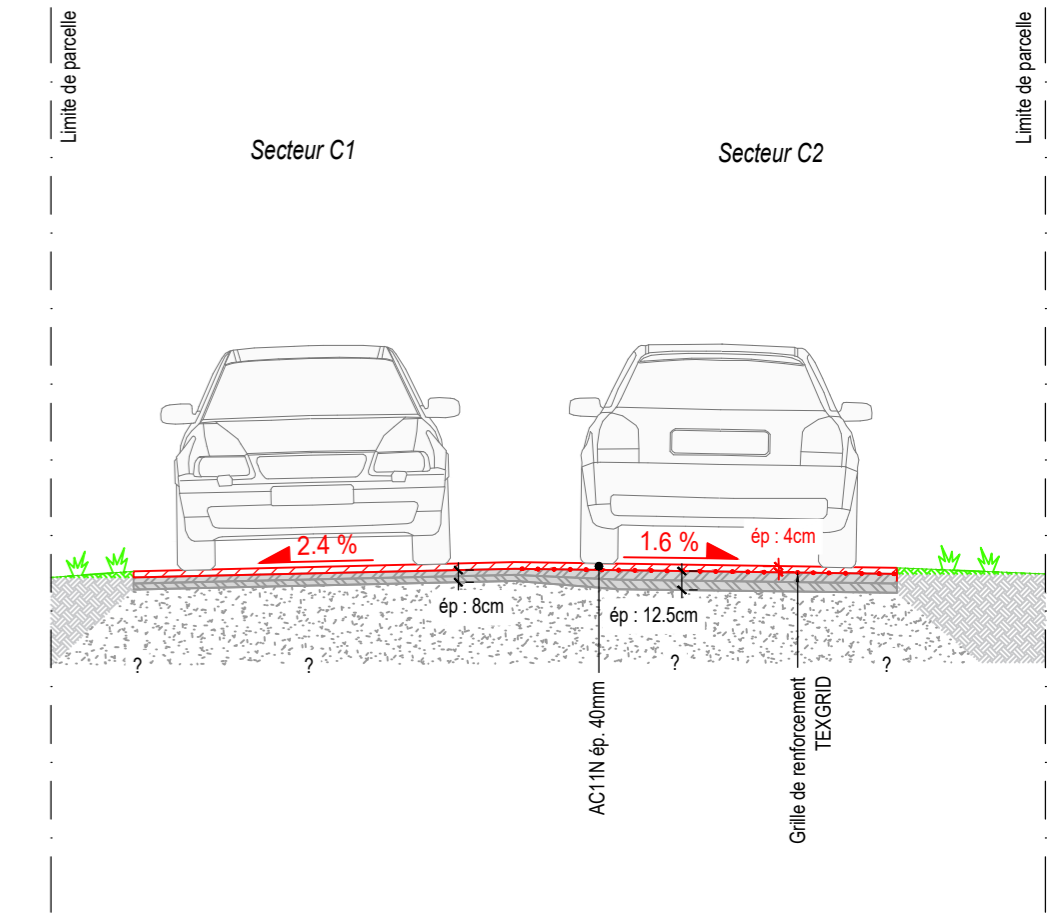 Limite de parcelle
Limite de parcelle
Secteur C1
Secteur C2
2.4 %
1.6 %
ép : 4cm
ép : 8cm
ép : 12.5cm
?
?
?
?
AC11N ép. 40mm
Grille de renforcement
TEXGRID